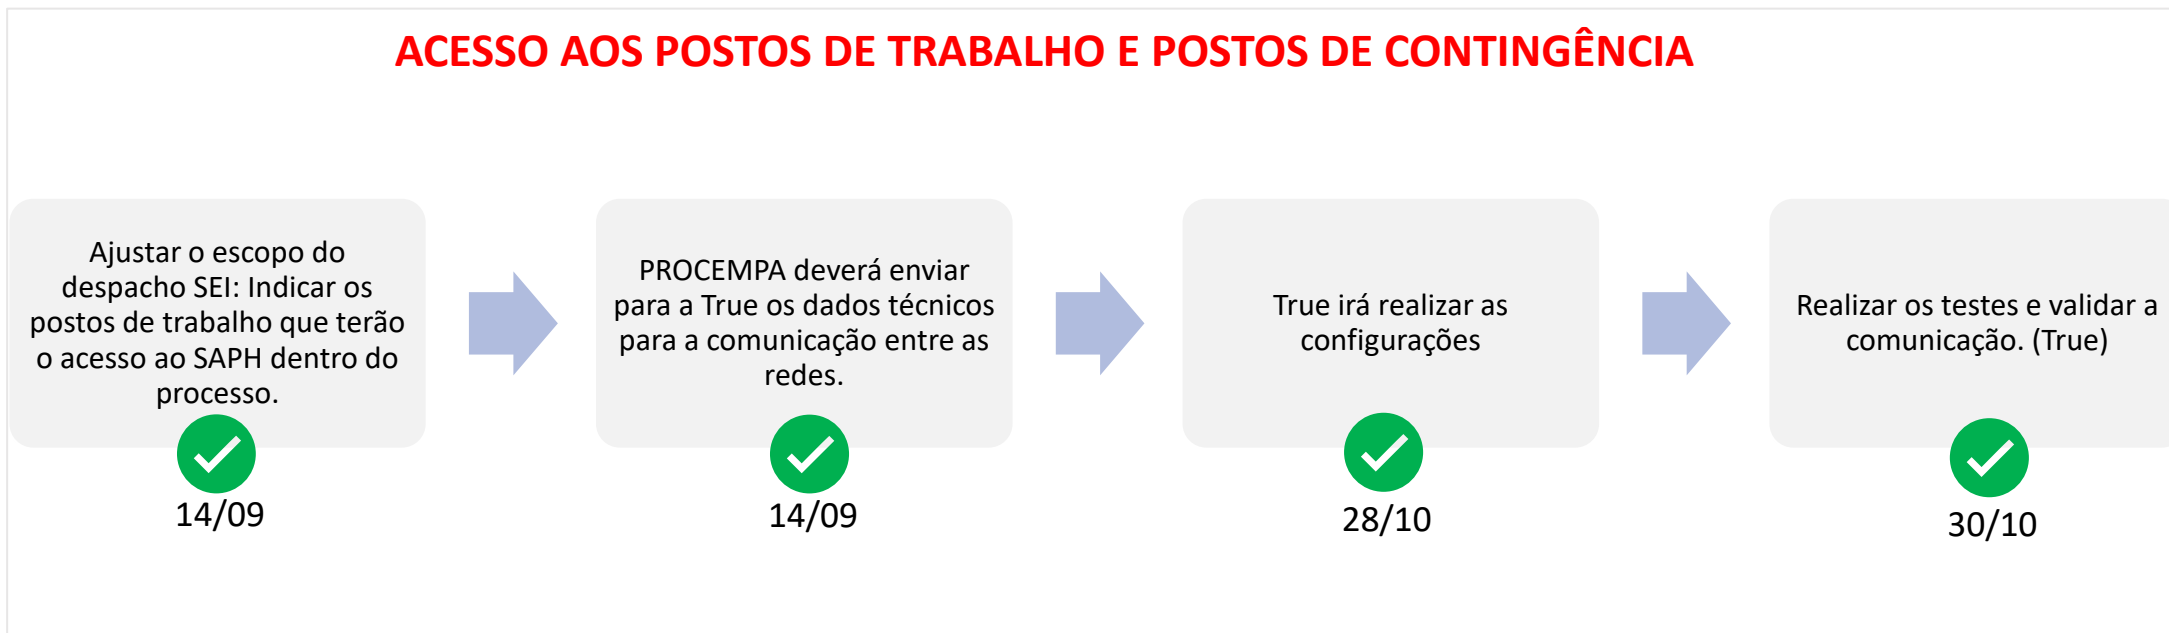 ACESSO AOS POSTOS DE TRABALHO E POSTOS DE CONTINGÊNCIA
Ajustar o escopo do
despacho SEI: Indicar os
postos de trabalho que terão
o acesso ao SAPH dentro do
processo.
14/09
PROCEMPA deverá enviar
para a True os dados técnicos
para a comunicação entre as
redes.
14/09
True irá realizar as
configurações
28/10
Realizar os testes e validar a
comunicação. (True)
30/10